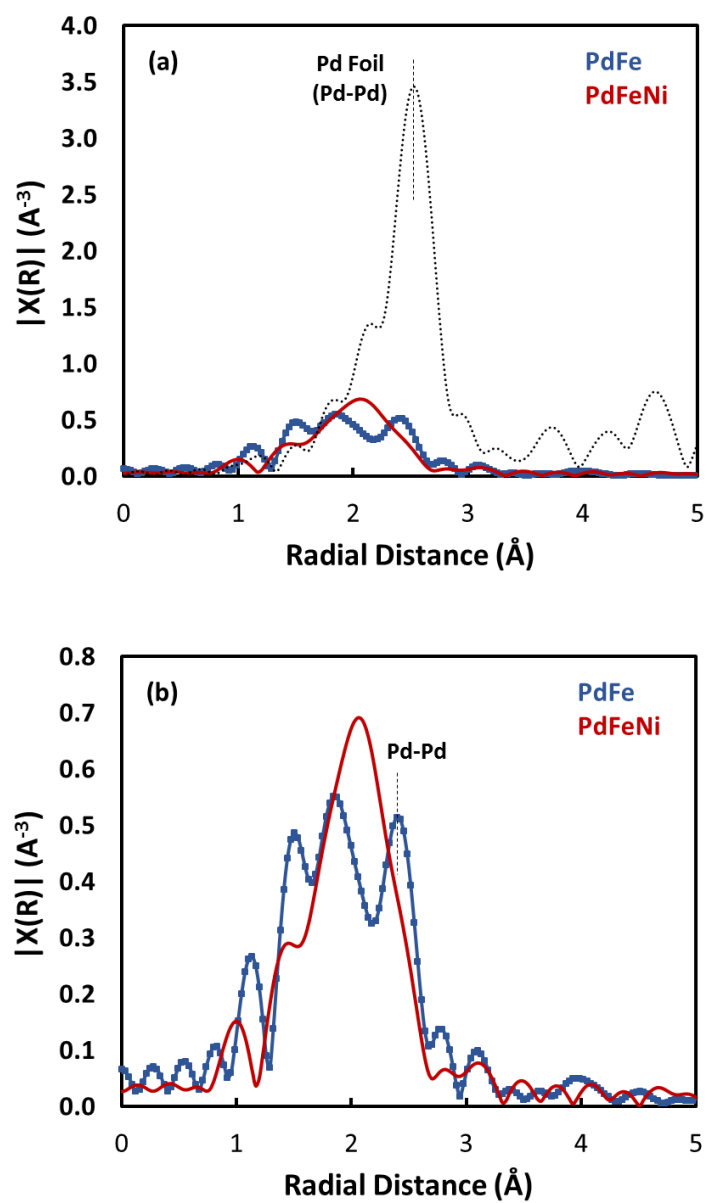 4.0
(a)
Pd Foil
(Pd-Pd)
PdFe
PdFeNi
3.5
3.0
2.5
2.0
1.5
1.0
0.5
0.0
|X(R)| (A⁻³)
0 1 2 3 4 5
Radial Distance (Å)
0.8
(b)
PdFe
PdFeNi
0.7
Pd-Pd
0.6
0.5
0.4
0.3
0.2
0.1
0.0
|X(R)| (A⁻³)
0 1 2 3 4 5
Radial Distance (Å)